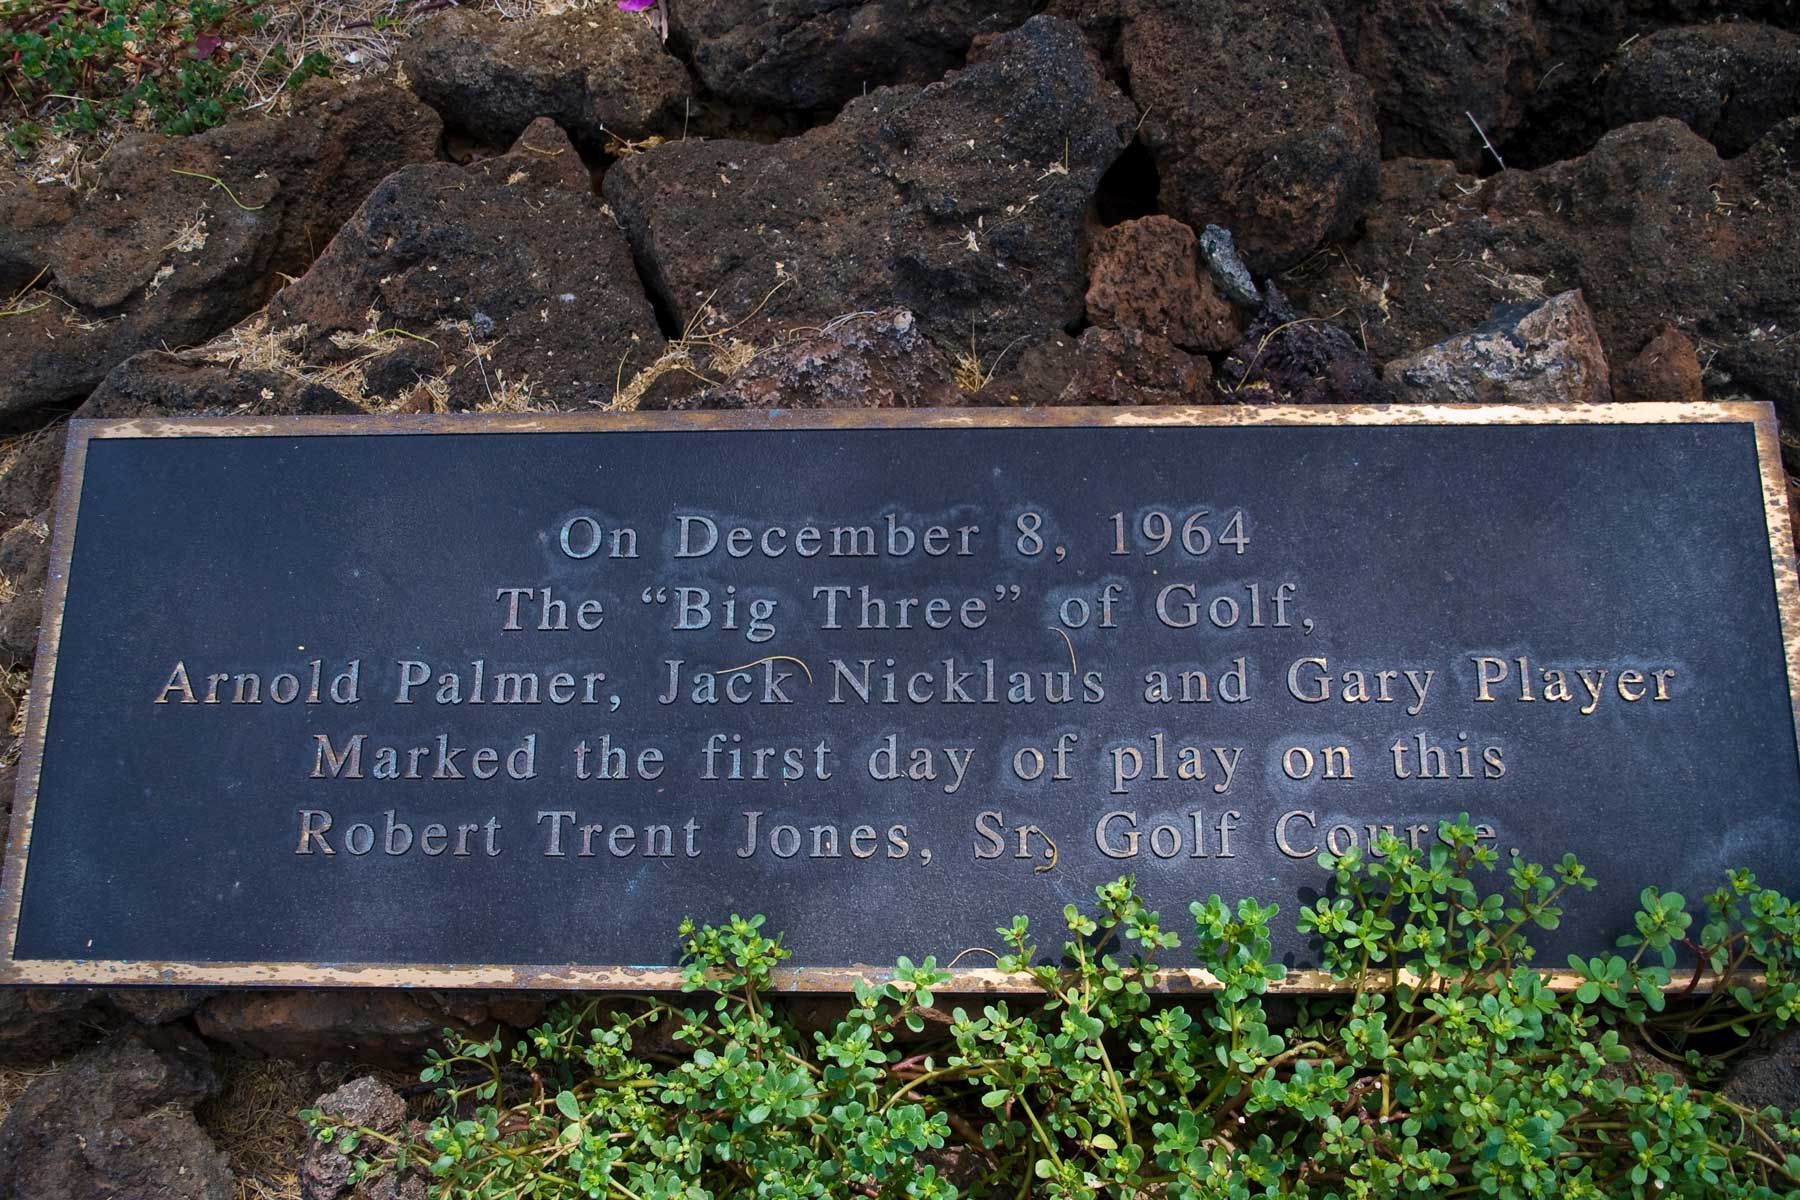 On December 8, 1964
The “Big Three” of Golf,
Arnold Palmer, Jack Nicklaus and Gary Player
Marked the first day of play on this
Robert Trent Jones, Sr. Golf Course.